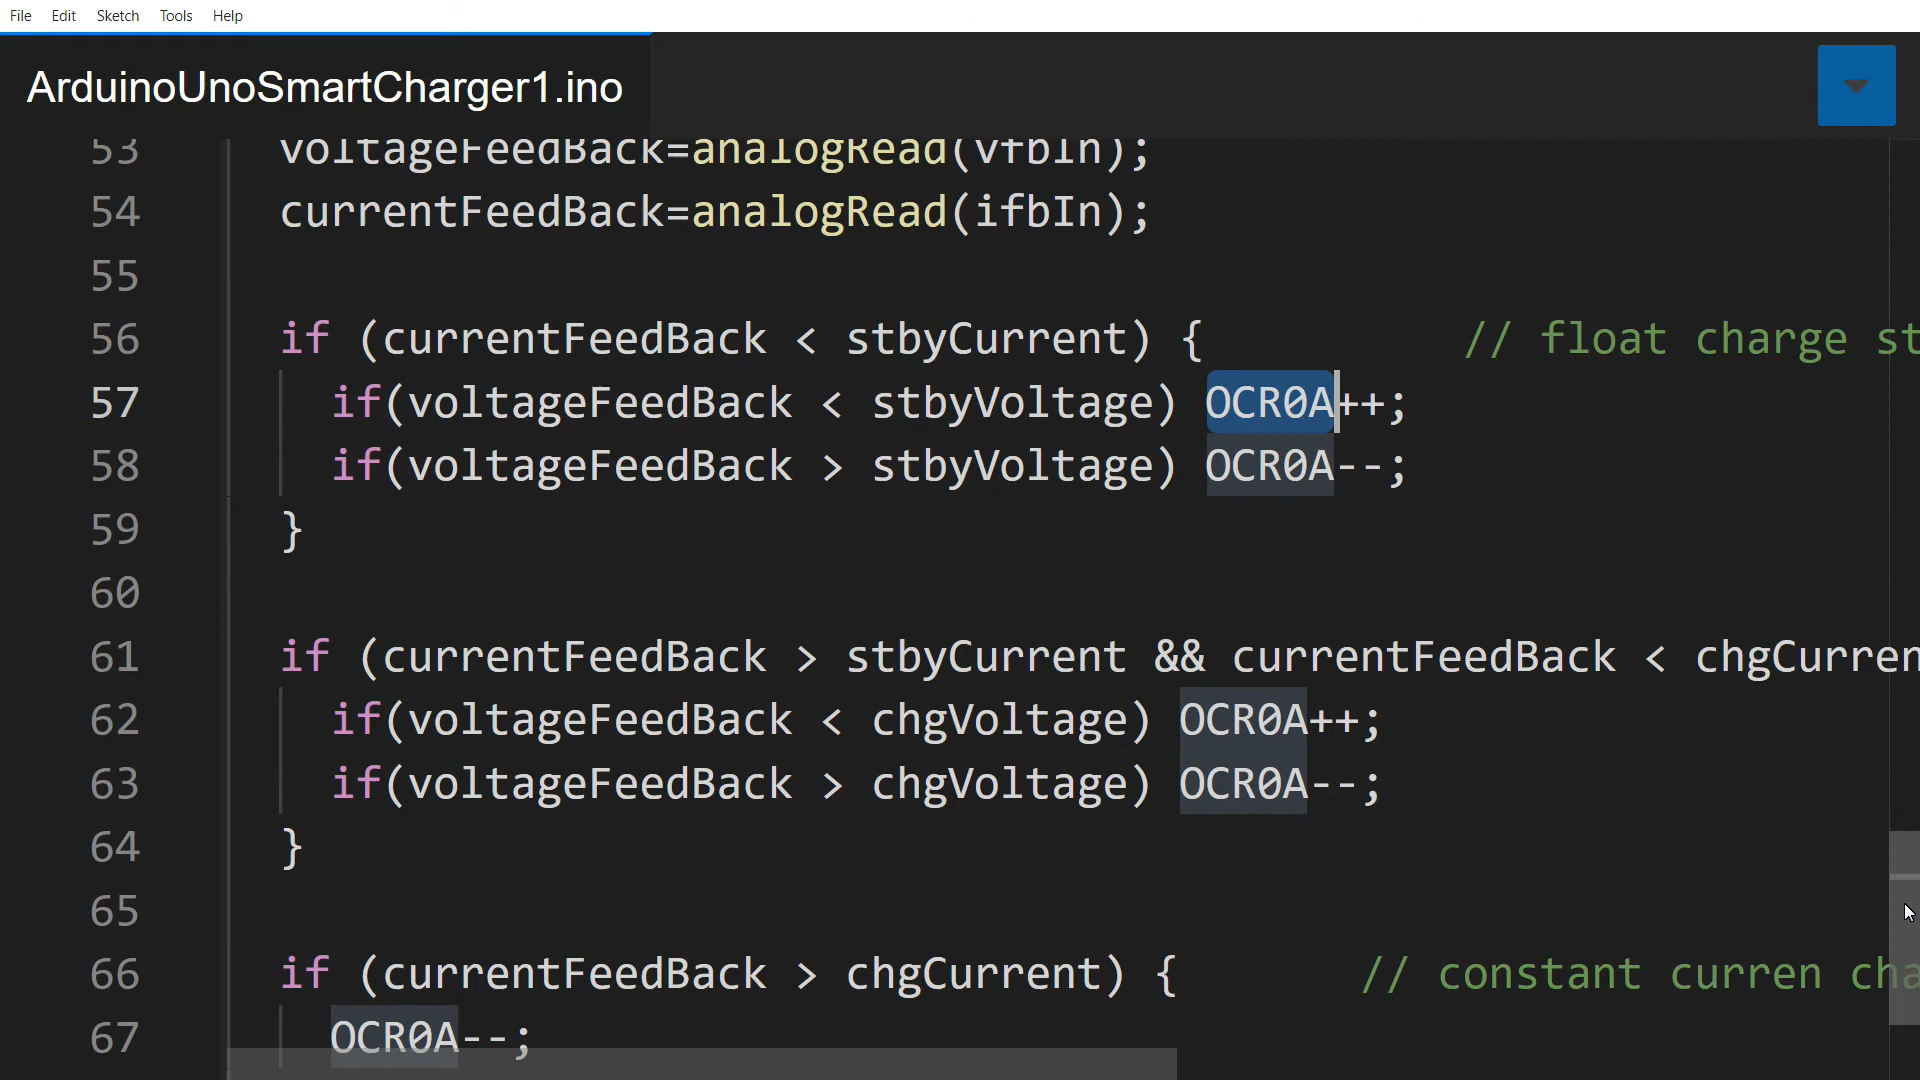 File Edit Sketch Tools Help
ArduinoUnoSmartCharger1.ino
53 voltageFeedBack=analogRead(vfbIn);
54 currentFeedBack=analogRead(ifbIn);
55
56 if (currentFeedBack < stbyCurrent) { // float charge st
57 if(voltageFeedBack < stbyVoltage) OCR0A++;
58 if(voltageFeedBack > stbyVoltage) OCR0A--;
59 }
60
61 if (currentFeedBack > stbyCurrent && currentFeedBack < chgCurren
62 if(voltageFeedBack < chgVoltage) OCR0A++;
63 if(voltageFeedBack > chgVoltage) OCR0A--;
64 }
65
66 if (currentFeedBack > chgCurrent) { // constant curren cha
67 OCR0A--;